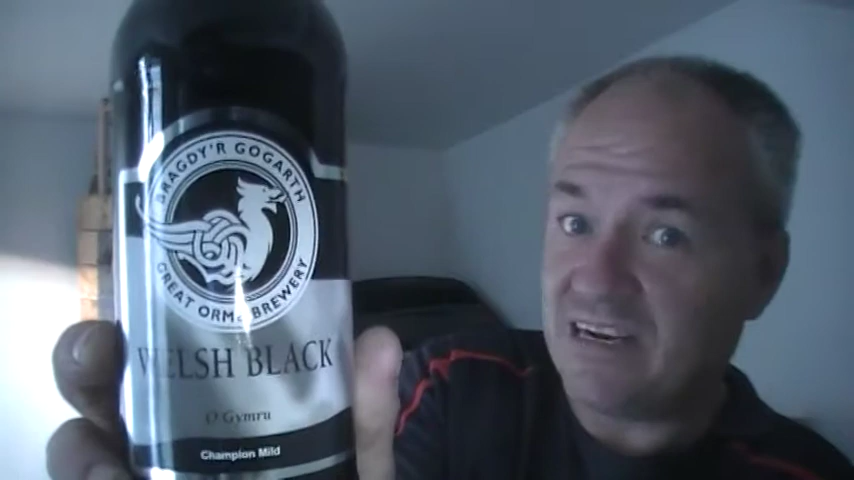 BRAGDY'R GOGARTH
GREAT ORME BREWERY
WELSH BLACK
O Gymru
Champion Mild